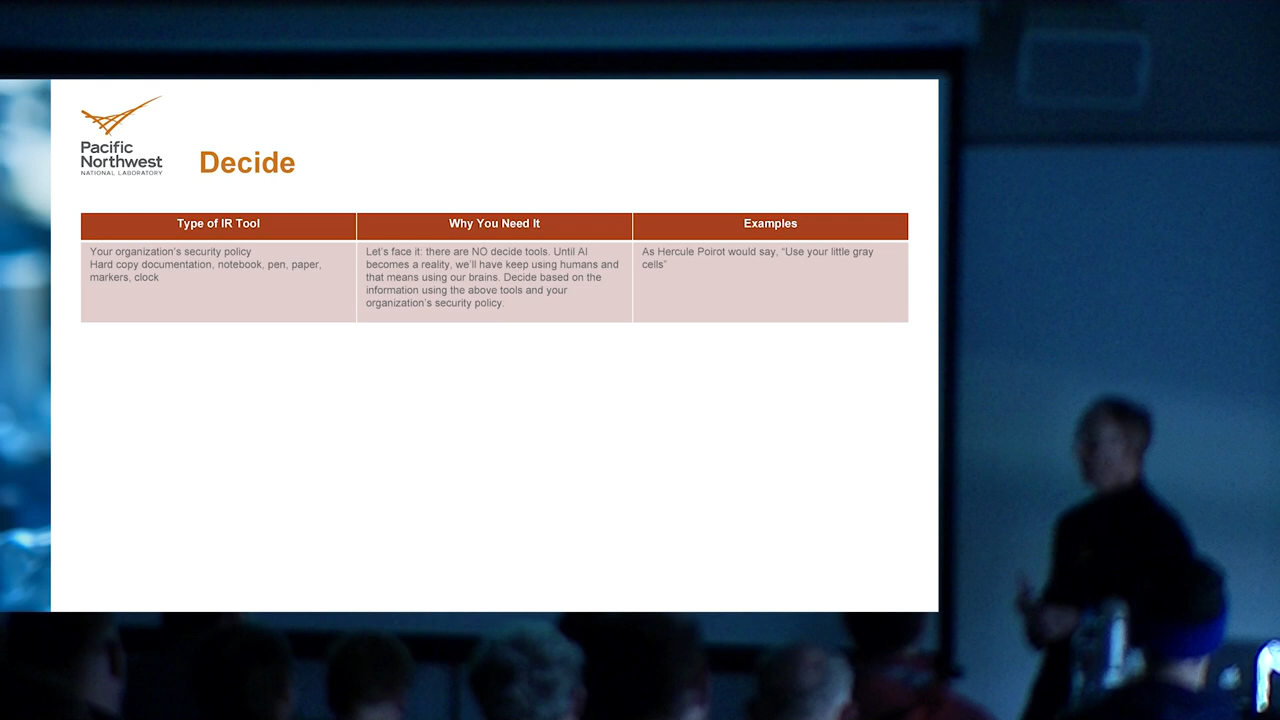 Pacific
Northwest
NATIONAL LABORATORY
Decide
Type of IR Tool
Why You Need It
Examples
Your organization's security policy
Hard copy documentation, notebook, pen, paper,
markers, clock
Let's face it: there are NO decide tools. Until AI
becomes a reality, we'll have keep using humans and
that means using our brains. Decide based on the
information using the above tools and your
organization's security policy.
As Hercule Poirot would say, “Use your little gray
cells”